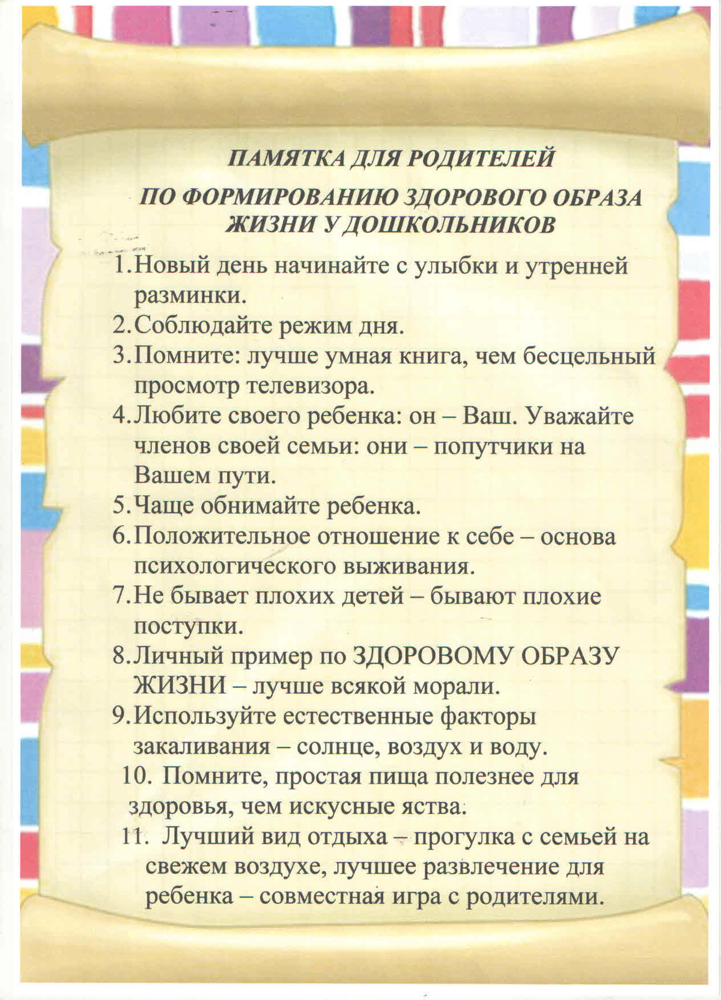 ПАМЯТКА ДЛЯ РОДИТЕЛЕЙ
ПО ФОРМИРОВАНИЮ ЗДОРОВОГО ОБРАЗА
ЖИЗНИ У ДОШКОЛЬНИКОВ
1.Новый день начинайте с улыбки и утренней
разминки.
2.Соблюдайте режим дня.
3.Помните: лучше умная книга, чем бесцельный
просмотр телевизора.
4.Любите своего ребенка: он – Ваш. Уважайте
членов своей семьи: они – попутчики на
Вашем пути.
5.Чаще обнимайте ребенка.
6.Положительное отношение к себе – основа
психологического выживания.
7.Не бывает плохих детей – бывают плохие
поступки.
8.Личный пример по ЗДОРОВОМУ ОБРАЗУ
ЖИЗНИ – лучше всякой морали.
9.Используйте естественные факторы
закаливания – солнце, воздух и воду.
10. Помните, простая пища полезнее для
здоровья, чем искусные яства.
11. Лучший вид отдыха – прогулка с семьей на
свежем воздухе, лучшее развлечение для
ребенка – совместная игра с родителями.